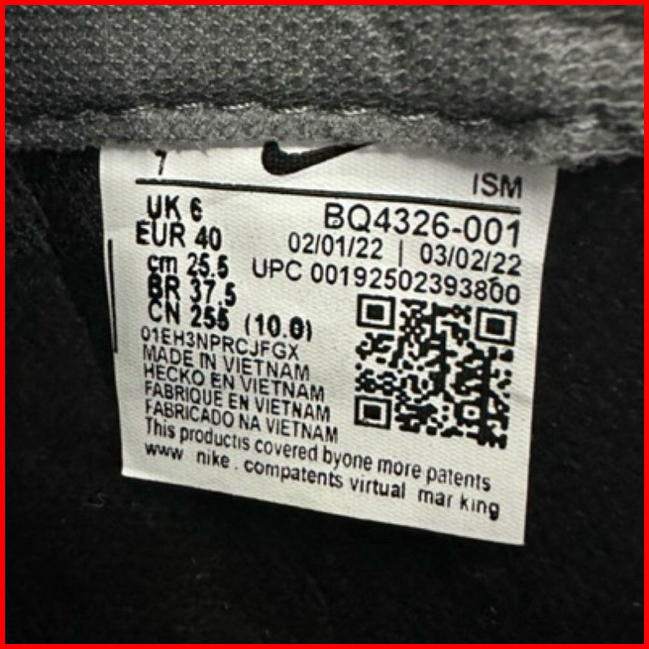 7
ISM
UK 6
EUR 40
cm 25.5
BR 37.5
CN 255 (10.0)
BQ4326-001
02/01/22 | 03/02/22
UPC 00192502393800
01EH3NPRCJFGX
MADE IN VIETNAM
HECKO EN VIETNAM
FABRIQUE EN VIETNAM
FABRICADO NA VIETNAM
This productis covered byone more patents
www nike . compatents virtual mar king